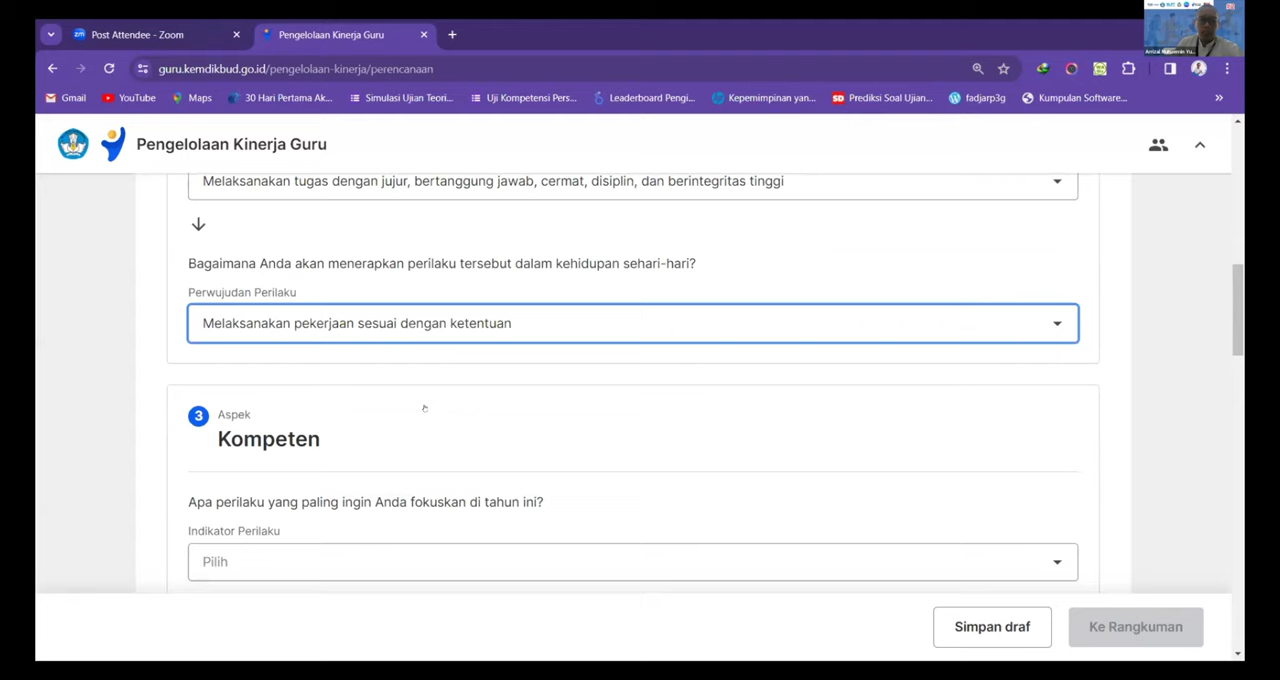 Post Attendee - Zoom
Pengelolaan Kinerja Guru
guru.kemdikbud.go.id/pengelolaan-kinerja/perencanaan
Gmail
YouTube
Maps
30 Hari Pertama Ak...
Simulasi Ujian Teori...
Uji Kompetensi Pers...
Leaderboard Pengi...
Kepemimpinan yan...
SD Prediksi Soal Ujian...
fadjarp3g
Kumpulan Software...
»
Pengelolaan Kinerja Guru
Melaksanakan tugas dengan jujur, bertanggung jawab, cermat, disiplin, dan berintegritas tinggi
Bagaimana Anda akan menerapkan perilaku tersebut dalam kehidupan sehari-hari?
Perwujudan Perilaku
Melaksanakan pekerjaan sesuai dengan ketentuan
3 Aspek
Kompeten
Apa perilaku yang paling ingin Anda fokuskan di tahun ini?
Indikator Perilaku
Pilih
Simpan draf
Ke Rangkuman